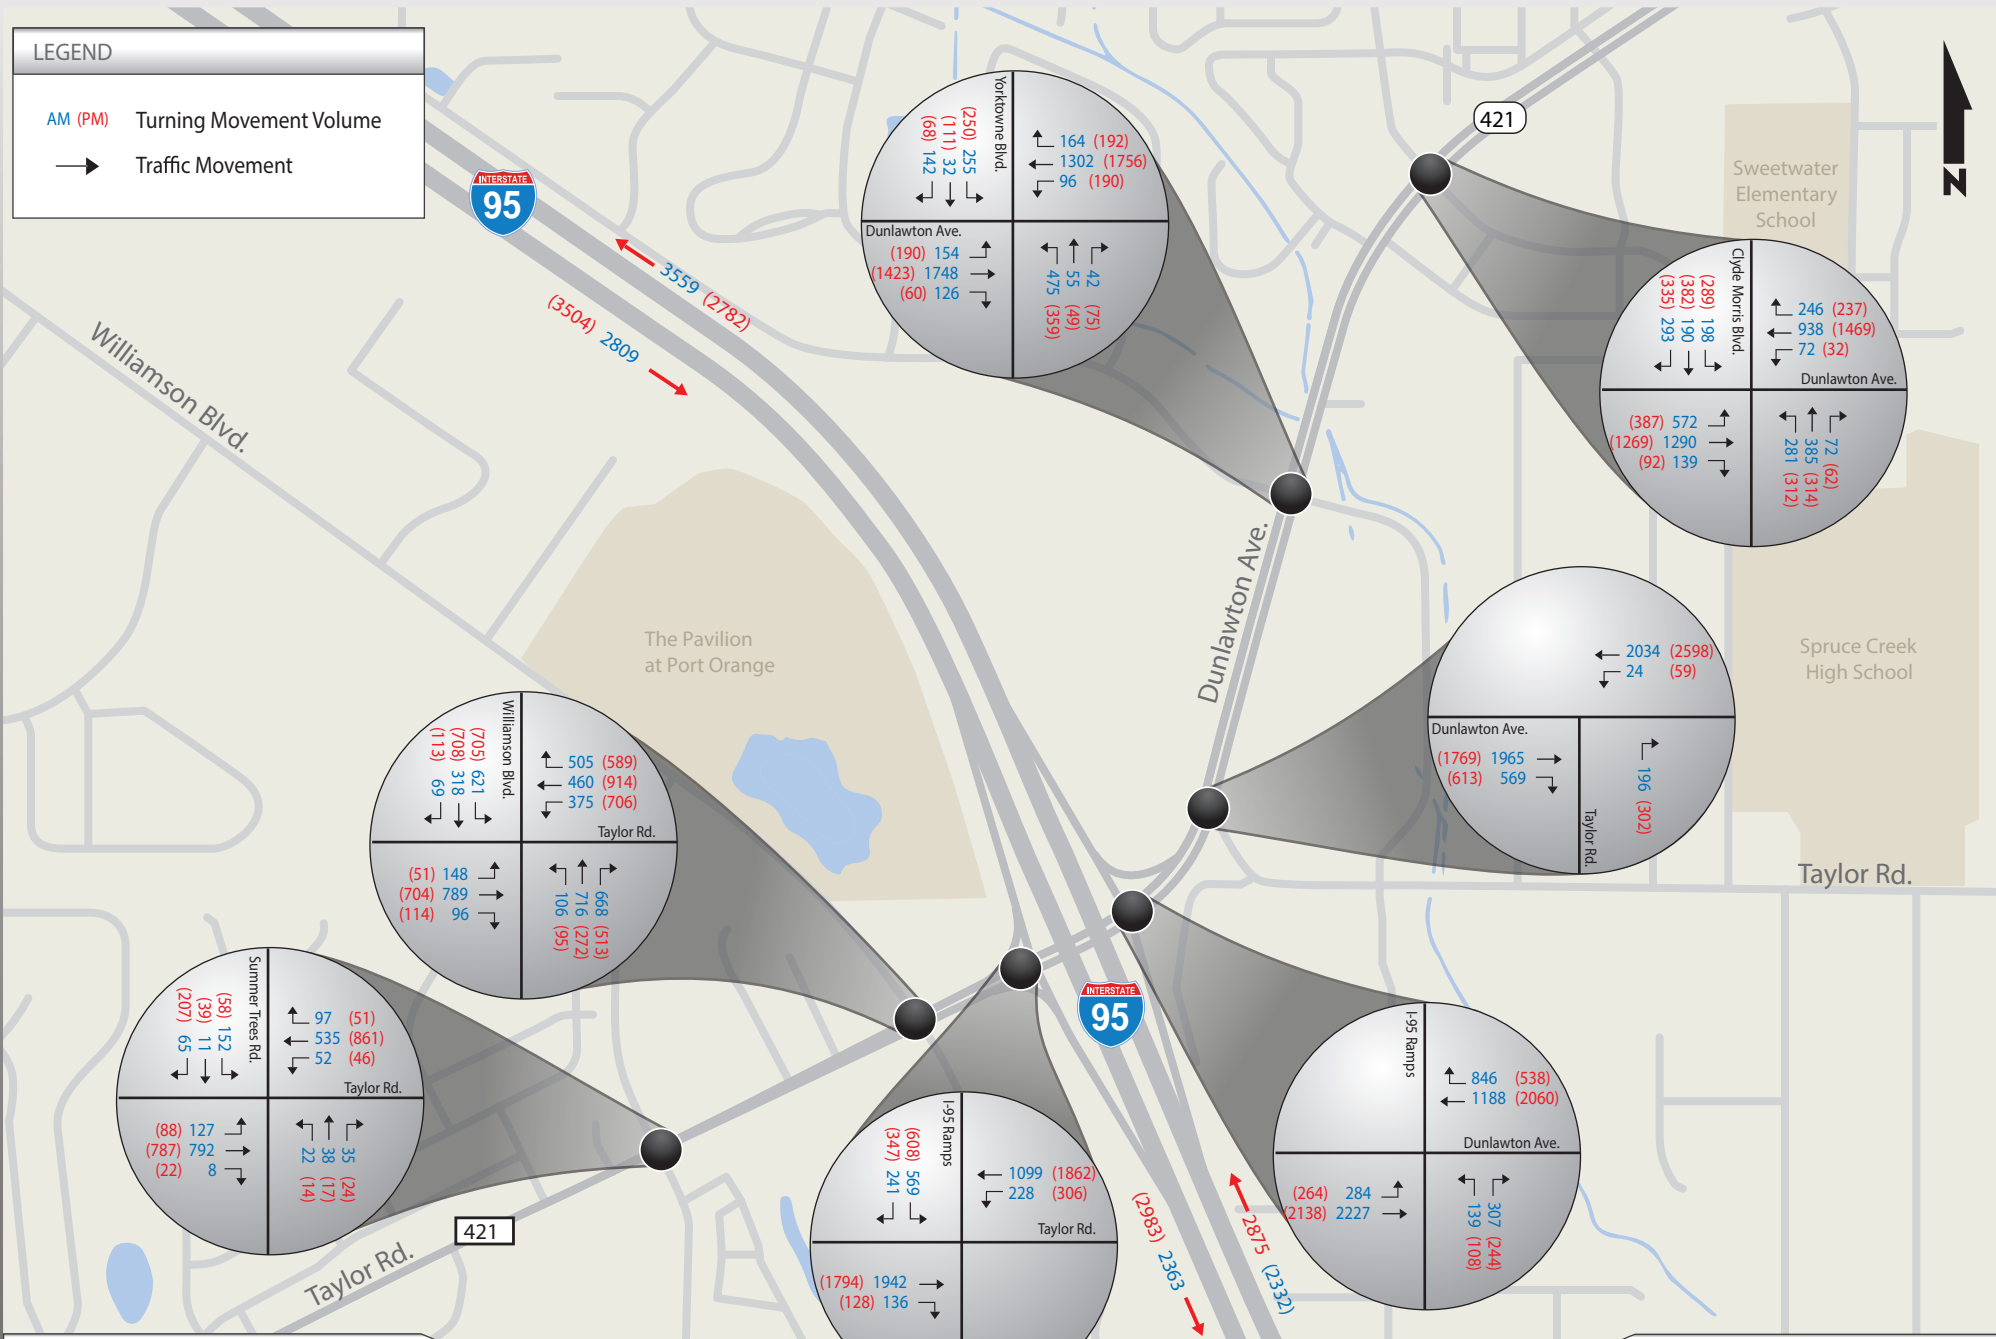 LEGEND
AM (PM) Turning Movement Volume
Traffic Movement
INTERSTATE
95
3559 (2782)
(3504) 2809
Williamson Blvd.
The Pavilion
at Port Orange
Dunlawton Ave.
421
Sweetwater
Elementary
School
N
Spruce Creek
High School
Taylor Rd.
Yorktowne Blvd.
(68) 142
(111) 32
(250) 255
164 (192)
1302 (1756)
96 (190)
Dunlawton Ave.
(190) 154
(1423) 1748
(60) 126
475 (359)
55 (49)
42 (75)
Clyde Morris Blvd.
(335) 293
(382) 190
(289) 198
246 (237)
938 (1469)
72 (32)
Dunlawton Ave.
(387) 572
(1269) 1290
(92) 139
281 (312)
385 (314)
72 (62)
2034 (2598)
24 (59)
Dunlawton Ave.
(1769) 1965
(613) 569
Taylor Rd.
196 (302)
Williamson Blvd.
(113) 69
(708) 318
(705) 621
505 (589)
460 (914)
375 (706)
Taylor Rd.
(51) 148
(704) 789
(114) 96
106 (95)
716 (272)
668 (513)
Summer Trees Rd.
(207) 65
(39) 11
(58) 152
97 (51)
535 (861)
52 (46)
Taylor Rd.
(88) 127
(787) 792
(22) 8
22 (14)
38 (17)
35 (24)
421
Taylor Rd.
I-95 Ramps
(347) 241
(608) 569
1099 (1862)
228 (306)
Taylor Rd.
(1794) 1942
(128) 136
INTERSTATE
95
(2983) 2363
2875 (2332)
I-95 Ramps
846 (538)
1188 (2060)
Dunlawton Ave.
(264) 284
(2138) 2227
139 (108)
307 (244)